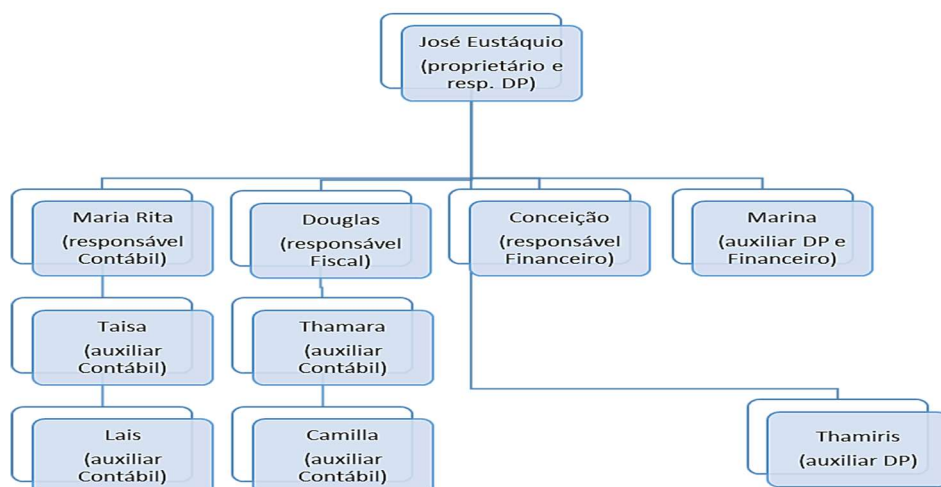 José Eustáquio
(proprietário e
resp. DP)
Maria Rita
(responsável
Contábil)
Douglas
(responsável
Fiscal)
Conceição
(responsável
Financeiro)
Marina
(auxiliar DP e
Financeiro)
Taisa
(auxiliar
Contábil)
Thamara
(auxiliar
Contábil)
Lais
(auxiliar
Contábil)
Camilla
(auxiliar
Contábil)
Thamiris
(auxiliar DP)